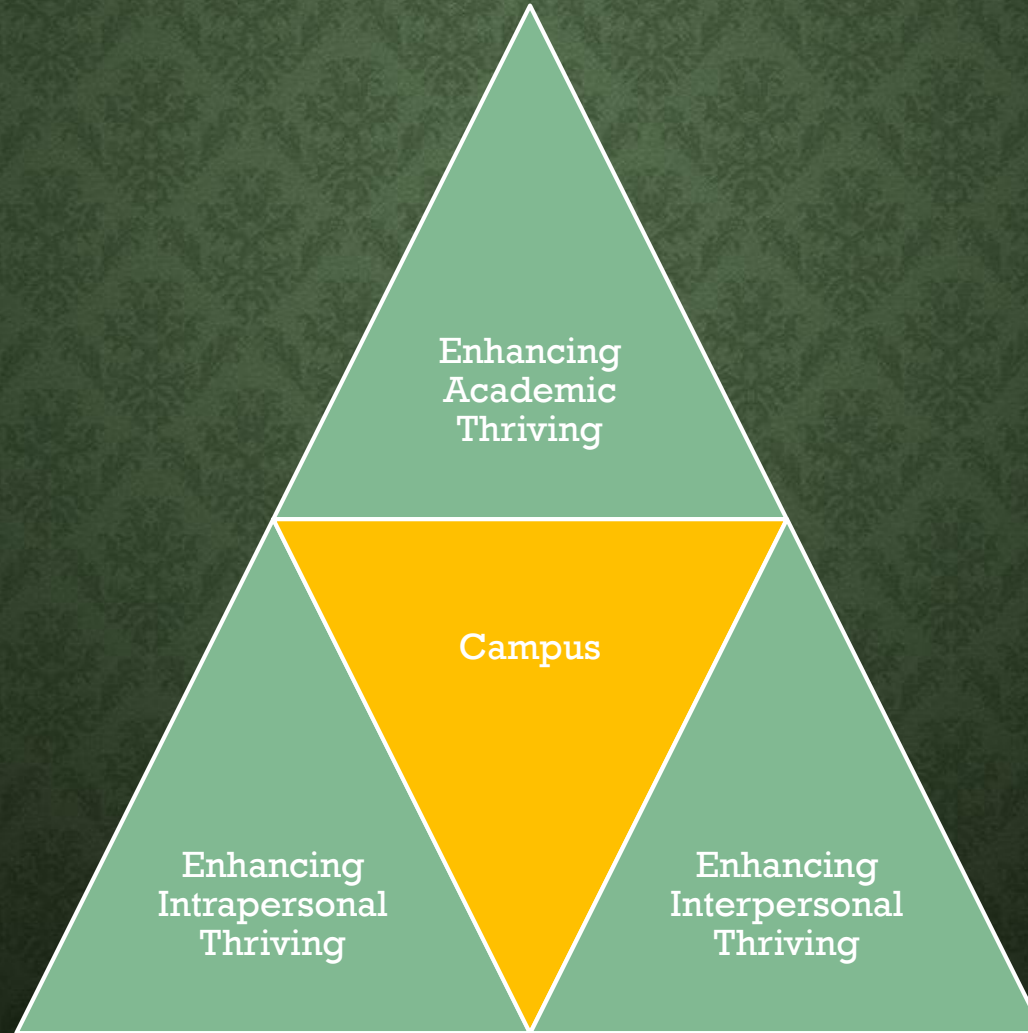 Enhancing
Academic
Thriving
Campus
Enhancing
Intrapersonal
Thriving
Enhancing
Interpersonal
Thriving